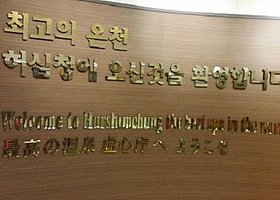 최고의 온천
허심청에 오신것을 환영합니다
Welcome to Hurshimchung the best spa in the
最高の温泉 虚心庁へ ようこそ